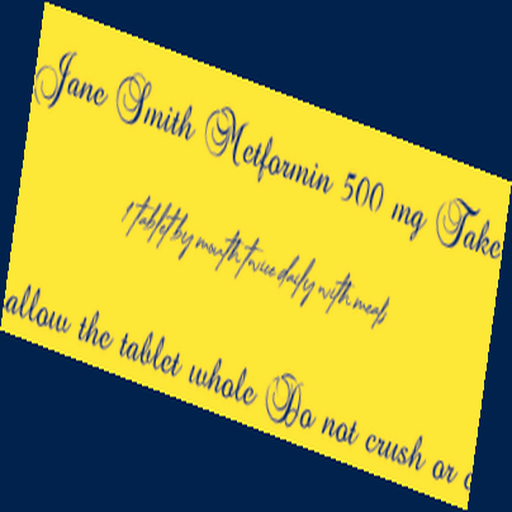 Jane Smith Metformin 500 mg Take
1 tablet by mouth twice daily with meals
allow the tablet whole Do not crush or